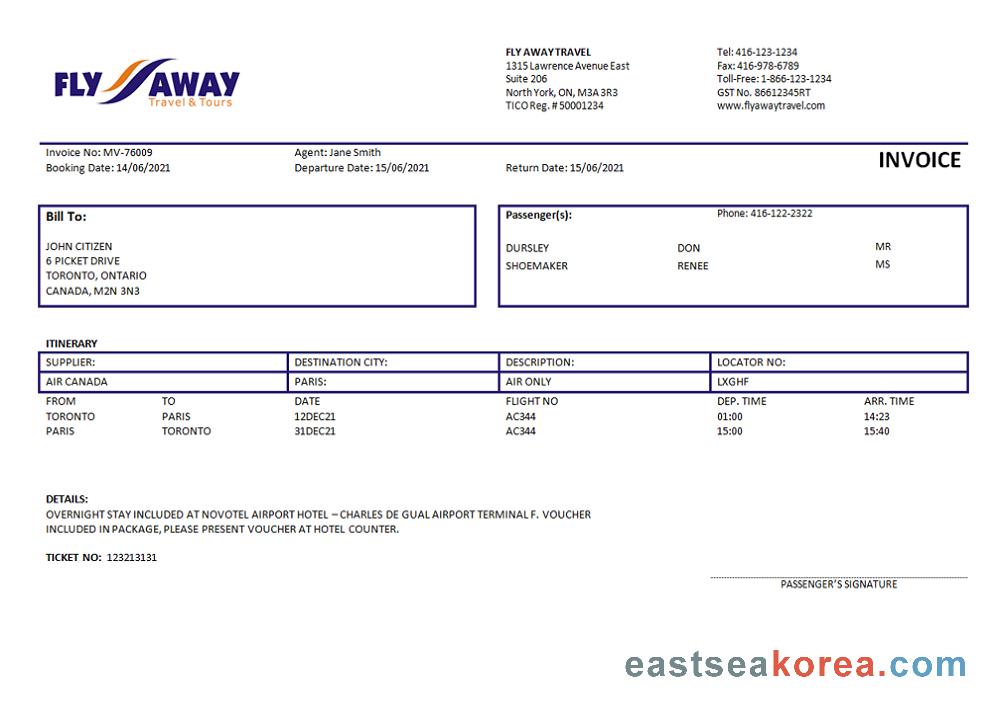 FLY AWAY
Travel & Tours
FLY AWAY TRAVEL
1315 Lawrence Avenue East
Suite 206
North York, ON, M3A 3R3
TICO Reg. # 50001234
Tel: 416-123-1234
Fax: 416-978-6789
Toll-Free: 1-866-123-1234
GST No. 86612345RT
www.flyawaytravel.com
Invoice No: MV-76009 Agent: Jane Smith
Booking Date: 14/06/2021 Departure Date: 15/06/2021 Return Date: 15/06/2021
INVOICE
Bill To:
JOHN CITIZEN
6 PICKET DRIVE
TORONTO, ONTARIO
CANADA, M2N 3N3
Passenger(s): Phone: 416-122-2322
DURSLEY DON MR
SHOEMAKER RENEE MS
ITINERARY
SUPPLIER: DESTINATION CITY: DESCRIPTION: LOCATOR NO:
AIR CANADA PARIS: AIR ONLY LXGHF
FROM TO DATE FLIGHT NO DEP. TIME ARR. TIME
TORONTO PARIS 12DEC21 AC344 01:00 14:23
PARIS TORONTO 31DEC21 AC344 15:00 15:40
DETAILS:
OVERNIGHT STAY INCLUDED AT NOVOTEL AIRPORT HOTEL – CHARLES DE GUAL AIRPORT TERMINAL F. VOUCHER
INCLUDED IN PACKAGE, PLEASE PRESENT VOUCHER AT HOTEL COUNTER.
TICKET NO: 123213131
PASSENGER'S SIGNATURE
eastseakorea.com